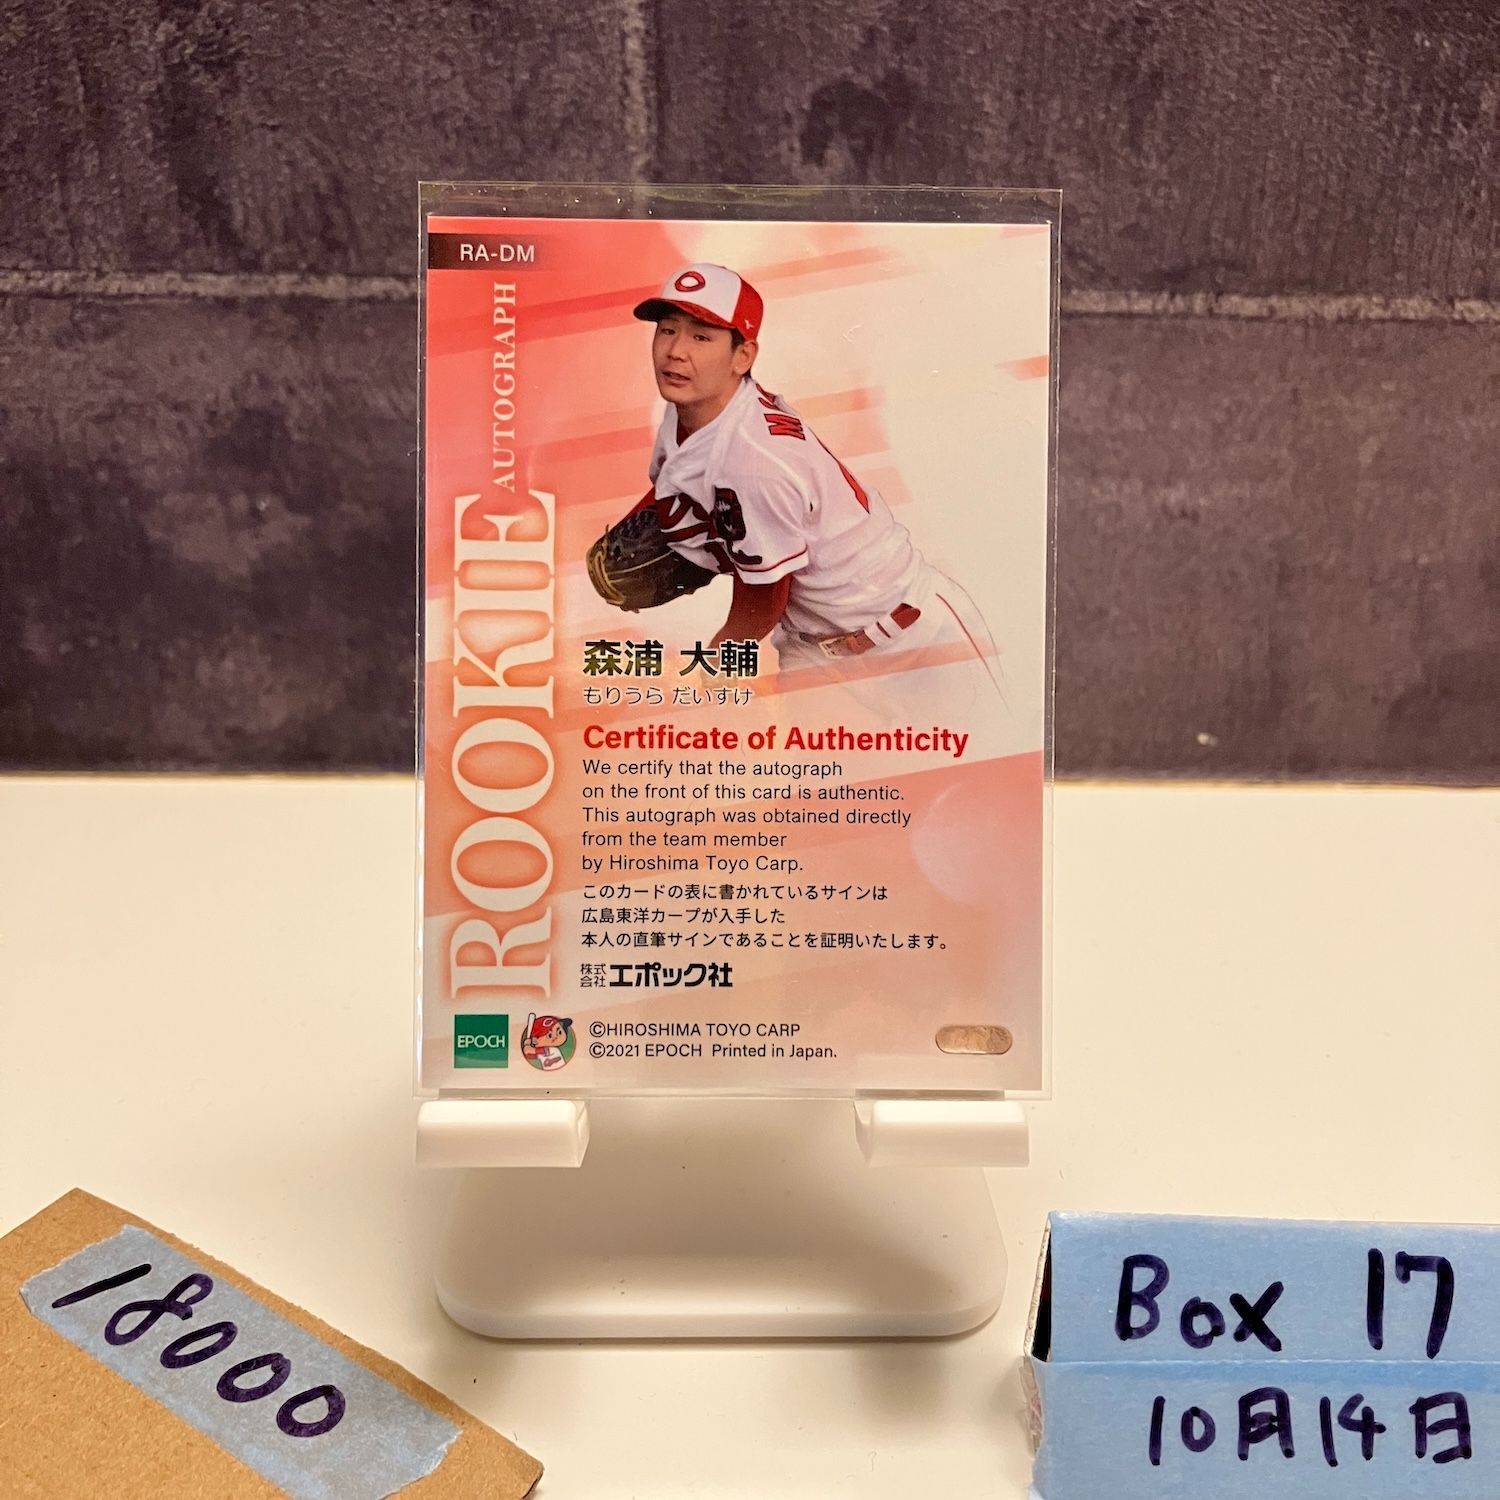 RA-DM
ROOKIE AUTOGRAPH
森浦 大輔
もりうら だいすけ
Certificate of Authenticity
We certify that the autograph
on the front of this card is authentic.
This autograph was obtained directly
from the team member
by Hiroshima Toyo Carp.
このカードの表に書かれているサインは
広島東洋カープが入手した
本人の直筆サインであることを証明いたします。
株式会社エポック社
EPOCH
©HIROSHIMA TOYO CARP
©2021 EPOCH Printed in Japan.
18000
Box 17
10月14日